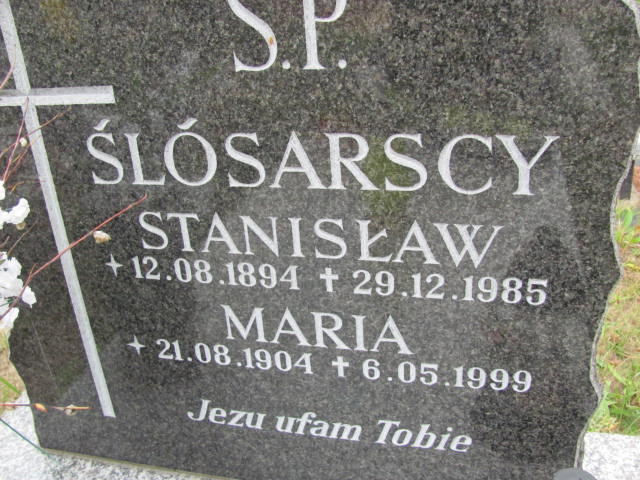 Ś.P.
ŚLÓSARSCY
STANISŁAW
12.08.1894 ✝ 29.12.1985
MARIA
21.08.1904 ✝ 6.05.1999
Jezu ufam Tobie